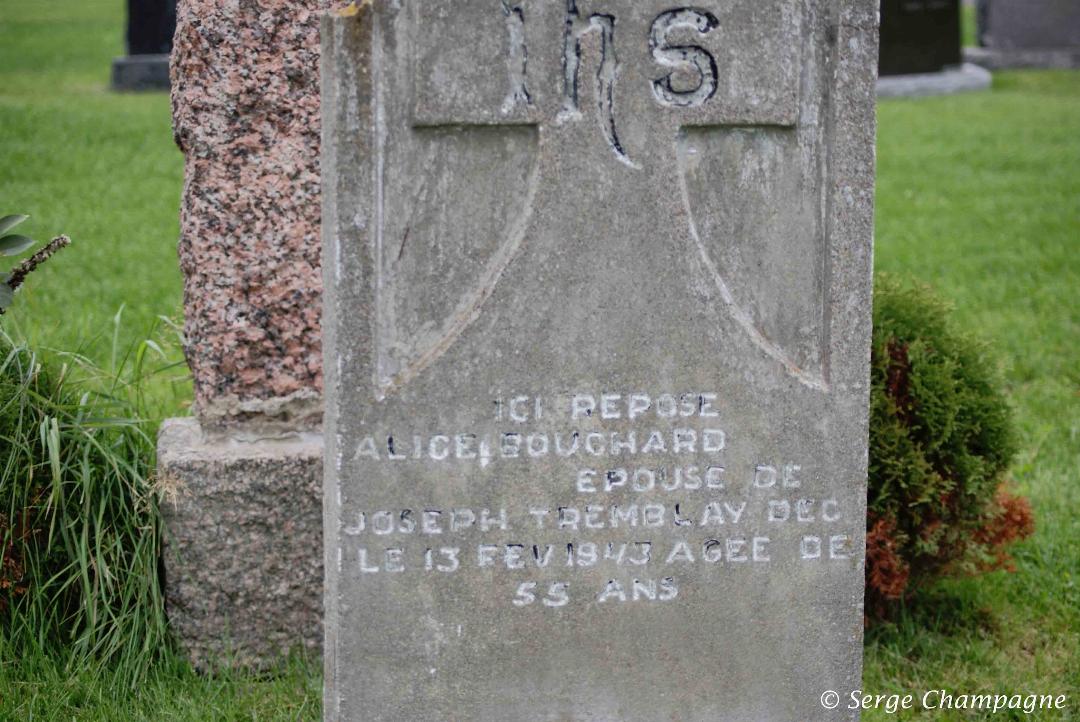 IHS
ICI REPOSE
ALICE BOUCHARD
EPOUSE DE
JOSEPH TREMBLAY DEC
LE 13 FEV 1943 AGEE DE
55 ANS
© Serge Champagne